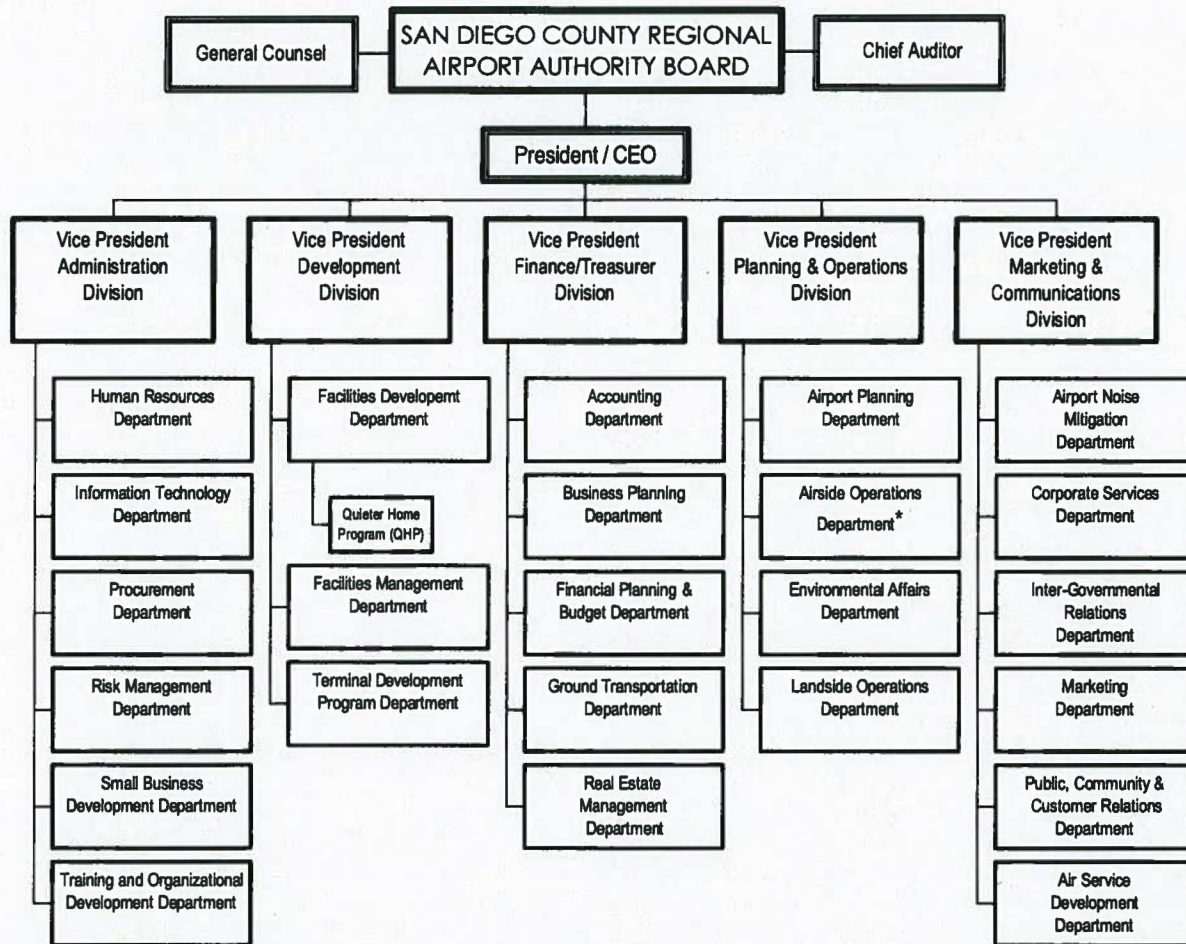 General Counsel
SAN DIEGO COUNTY REGIONAL
AIRPORT AUTHORITY BOARD
Chief Auditor
President / CEO
Vice President
Administration
Division
Vice President
Development
Division
Vice President
Finance/Treasurer
Division
Vice President
Planning & Operations
Division
Vice President
Marketing &
Communications
Division
Human Resources
Department
Information Technology
Department
Procurement
Department
Risk Management
Department
Small Business
Development Department
Training and Organizational
Development Department
Facilities Developemt
Department
Quieter Home
Program (QHP)
Facilities Management
Department
Terminal Development
Program Department
Accounting
Department
Business Planning
Department
Financial Planning &
Budget Department
Ground Transportation
Department
Real Estate
Management
Department
Airport Planning
Department
Airside Operations
Department*
Environmental Affairs
Department
Landside Operations
Department
Airport Noise
Mitigation
Department
Corporate Services
Department
Inter-Governmental
Relations
Department
Marketing
Department
Public, Community &
Customer Relations
Department
Air Service
Development
Department